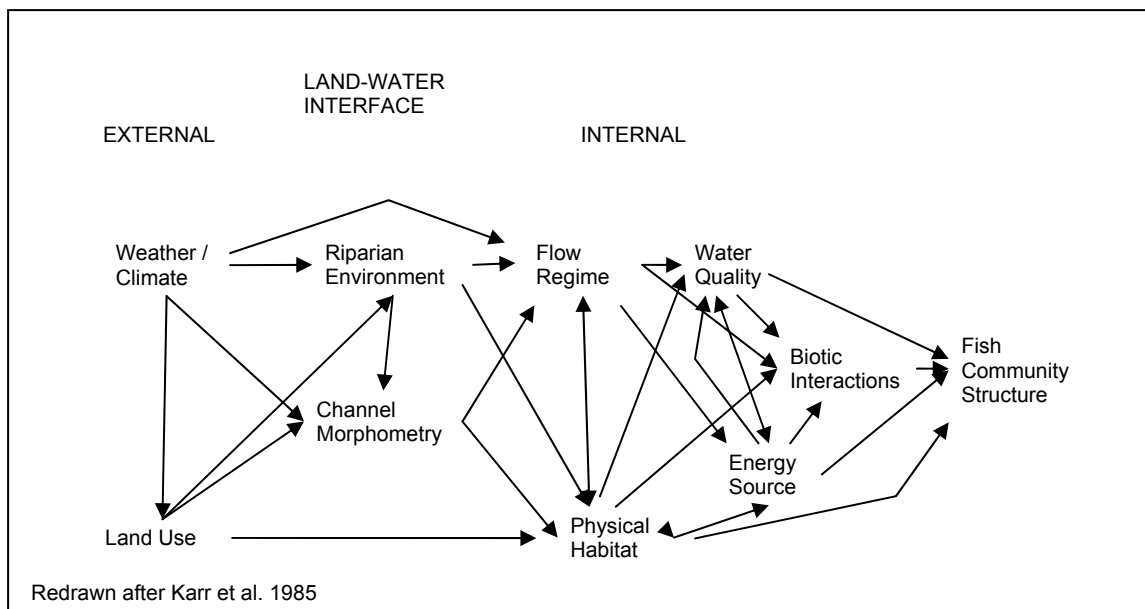 LAND-WATER
INTERFACE
EXTERNAL
INTERNAL
Weather /
Climate
Riparian
Environment
Flow
Regime
Water
Quality
Biotic
Interactions
Fish
Community
Structure
Channel
Morphometry
Energy
Source
Land Use
Physical
Habitat
Redrawn after Karr et al. 1985